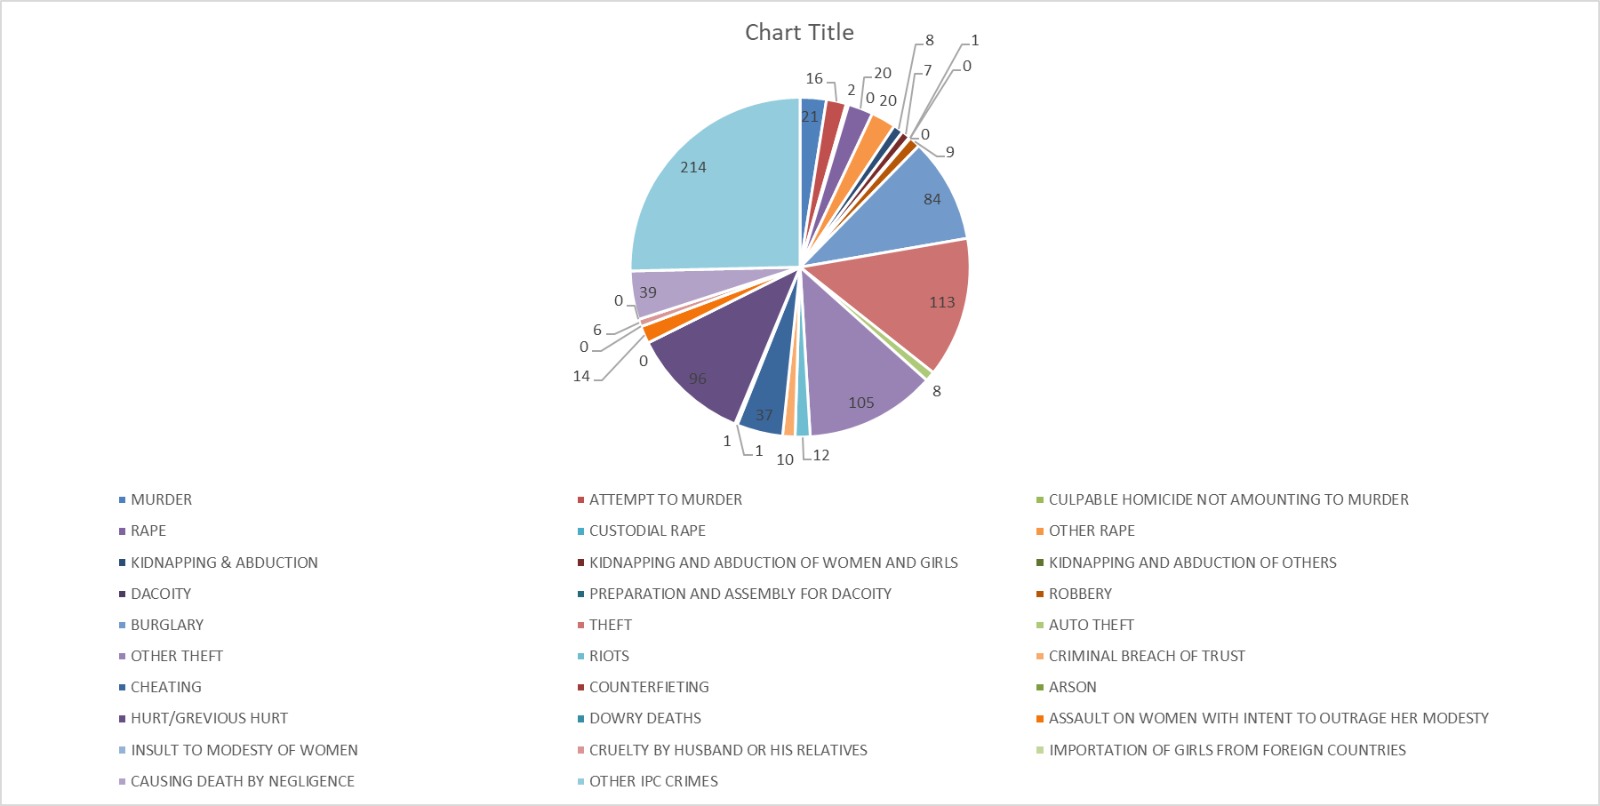 Chart Title
21
16
2
20
0
20
8
7
1
0
0
9
84
113
8
105
12
10
37
1
1
96
0
14
0
6
0
39
214
MURDER
ATTEMPT TO MURDER
CULPABLE HOMICIDE NOT AMOUNTING TO MURDER
RAPE
CUSTODIAL RAPE
OTHER RAPE
KIDNAPPING & ABDUCTION
KIDNAPPING AND ABDUCTION OF WOMEN AND GIRLS
KIDNAPPING AND ABDUCTION OF OTHERS
DACOITY
PREPARATION AND ASSEMBLY FOR DACOITY
ROBBERY
BURGLARY
THEFT
AUTO THEFT
OTHER THEFT
RIOTS
CRIMINAL BREACH OF TRUST
CHEATING
COUNTERFIETING
ARSON
HURT/GREVIOUS HURT
DOWRY DEATHS
ASSAULT ON WOMEN WITH INTENT TO OUTRAGE HER MODESTY
INSULT TO MODESTY OF WOMEN
CRUELTY BY HUSBAND OR HIS RELATIVES
IMPORTATION OF GIRLS FROM FOREIGN COUNTRIES
CAUSING DEATH BY NEGLIGENCE
OTHER IPC CRIMES